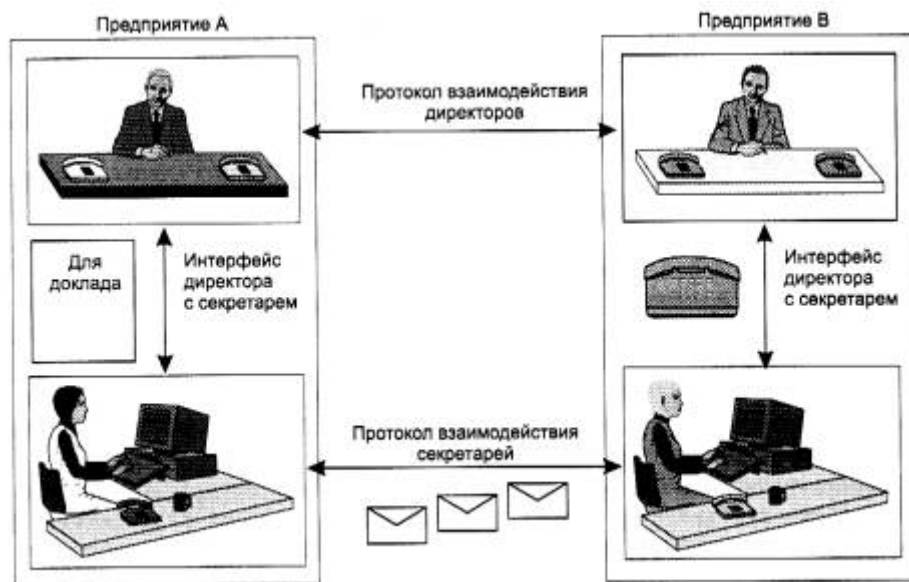 Предприятие A
Предприятие B
Протокол взаимодействия
директоров
Для
доклада
Интерфейс
директора
с секретарем
Интерфейс
директора
с секретарем
Протокол взаимодействия
секретарей